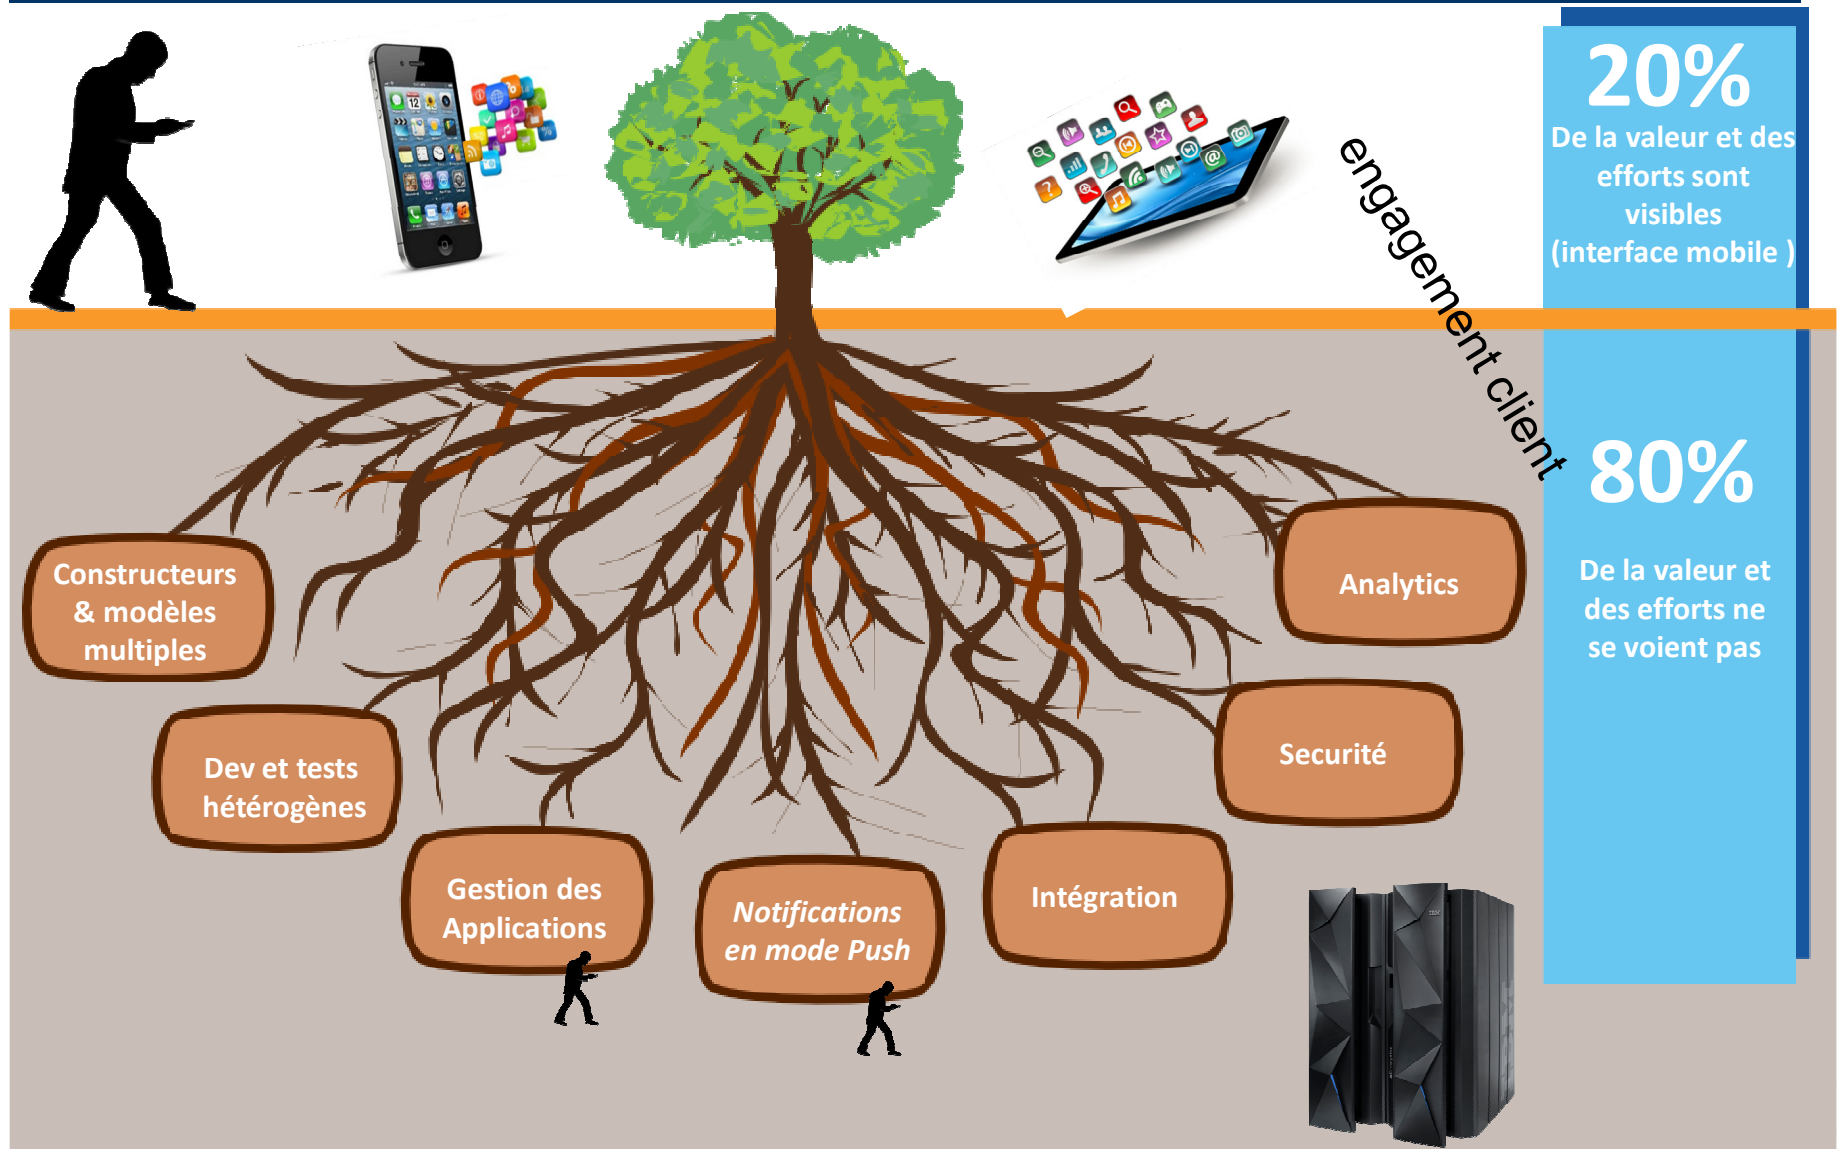 20%
De la valeur et des
efforts sont
visibles
(interface mobile )
engagement client
80%
De la valeur et
des efforts ne
se voient pas
Constructeurs
& modèles
multiples
Analytics
Dev et tests
hétérogènes
Securité
Gestion des
Applications
Notifications
en mode Push
Intégration